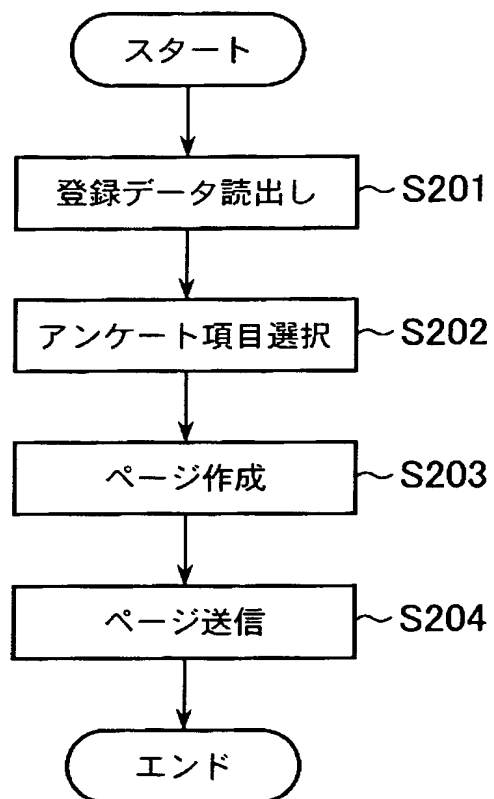 スタート
登録データ読出し ～S201
アンケート項目選択 ～S202
ページ作成 ～S203
ページ送信 ～S204
エンド